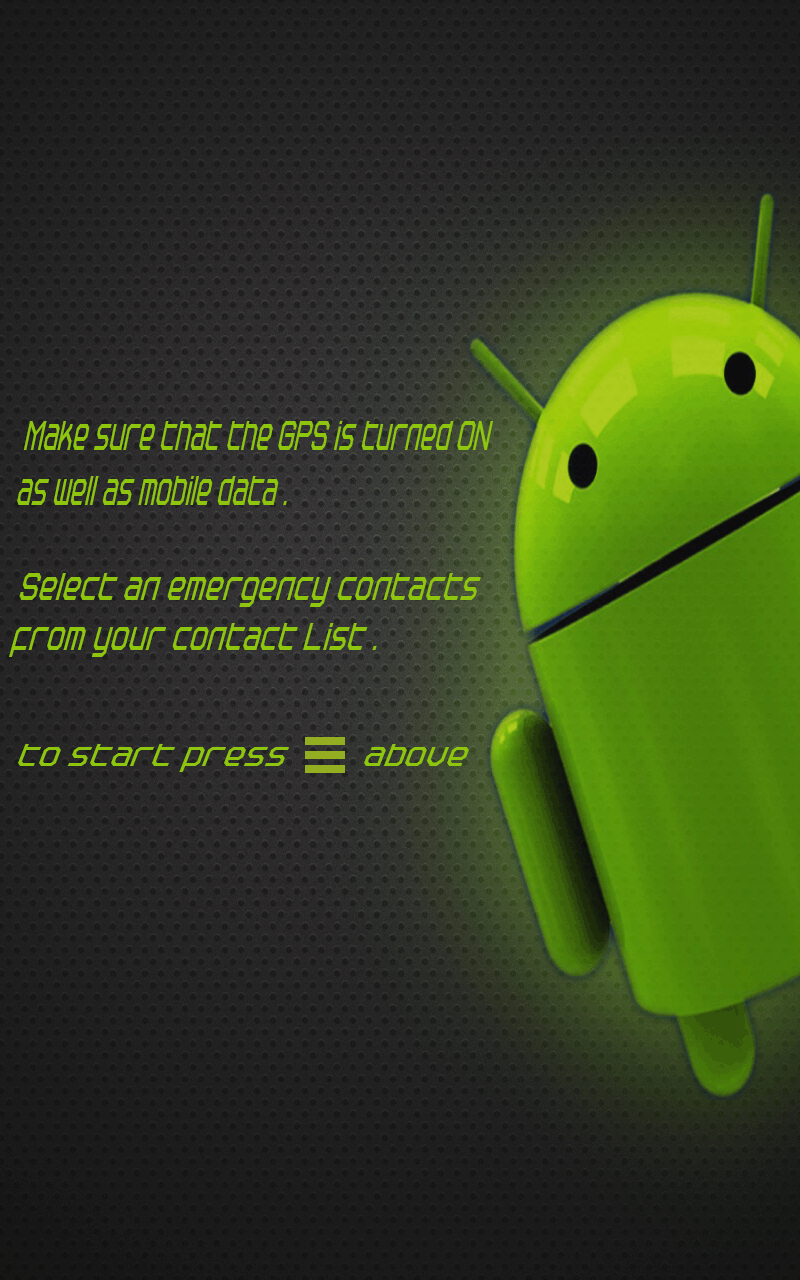 Make sure that the GPS is turned ON
as well as mobile data .
Select an emergency contacts
from your contact List .
to start press ☰ above